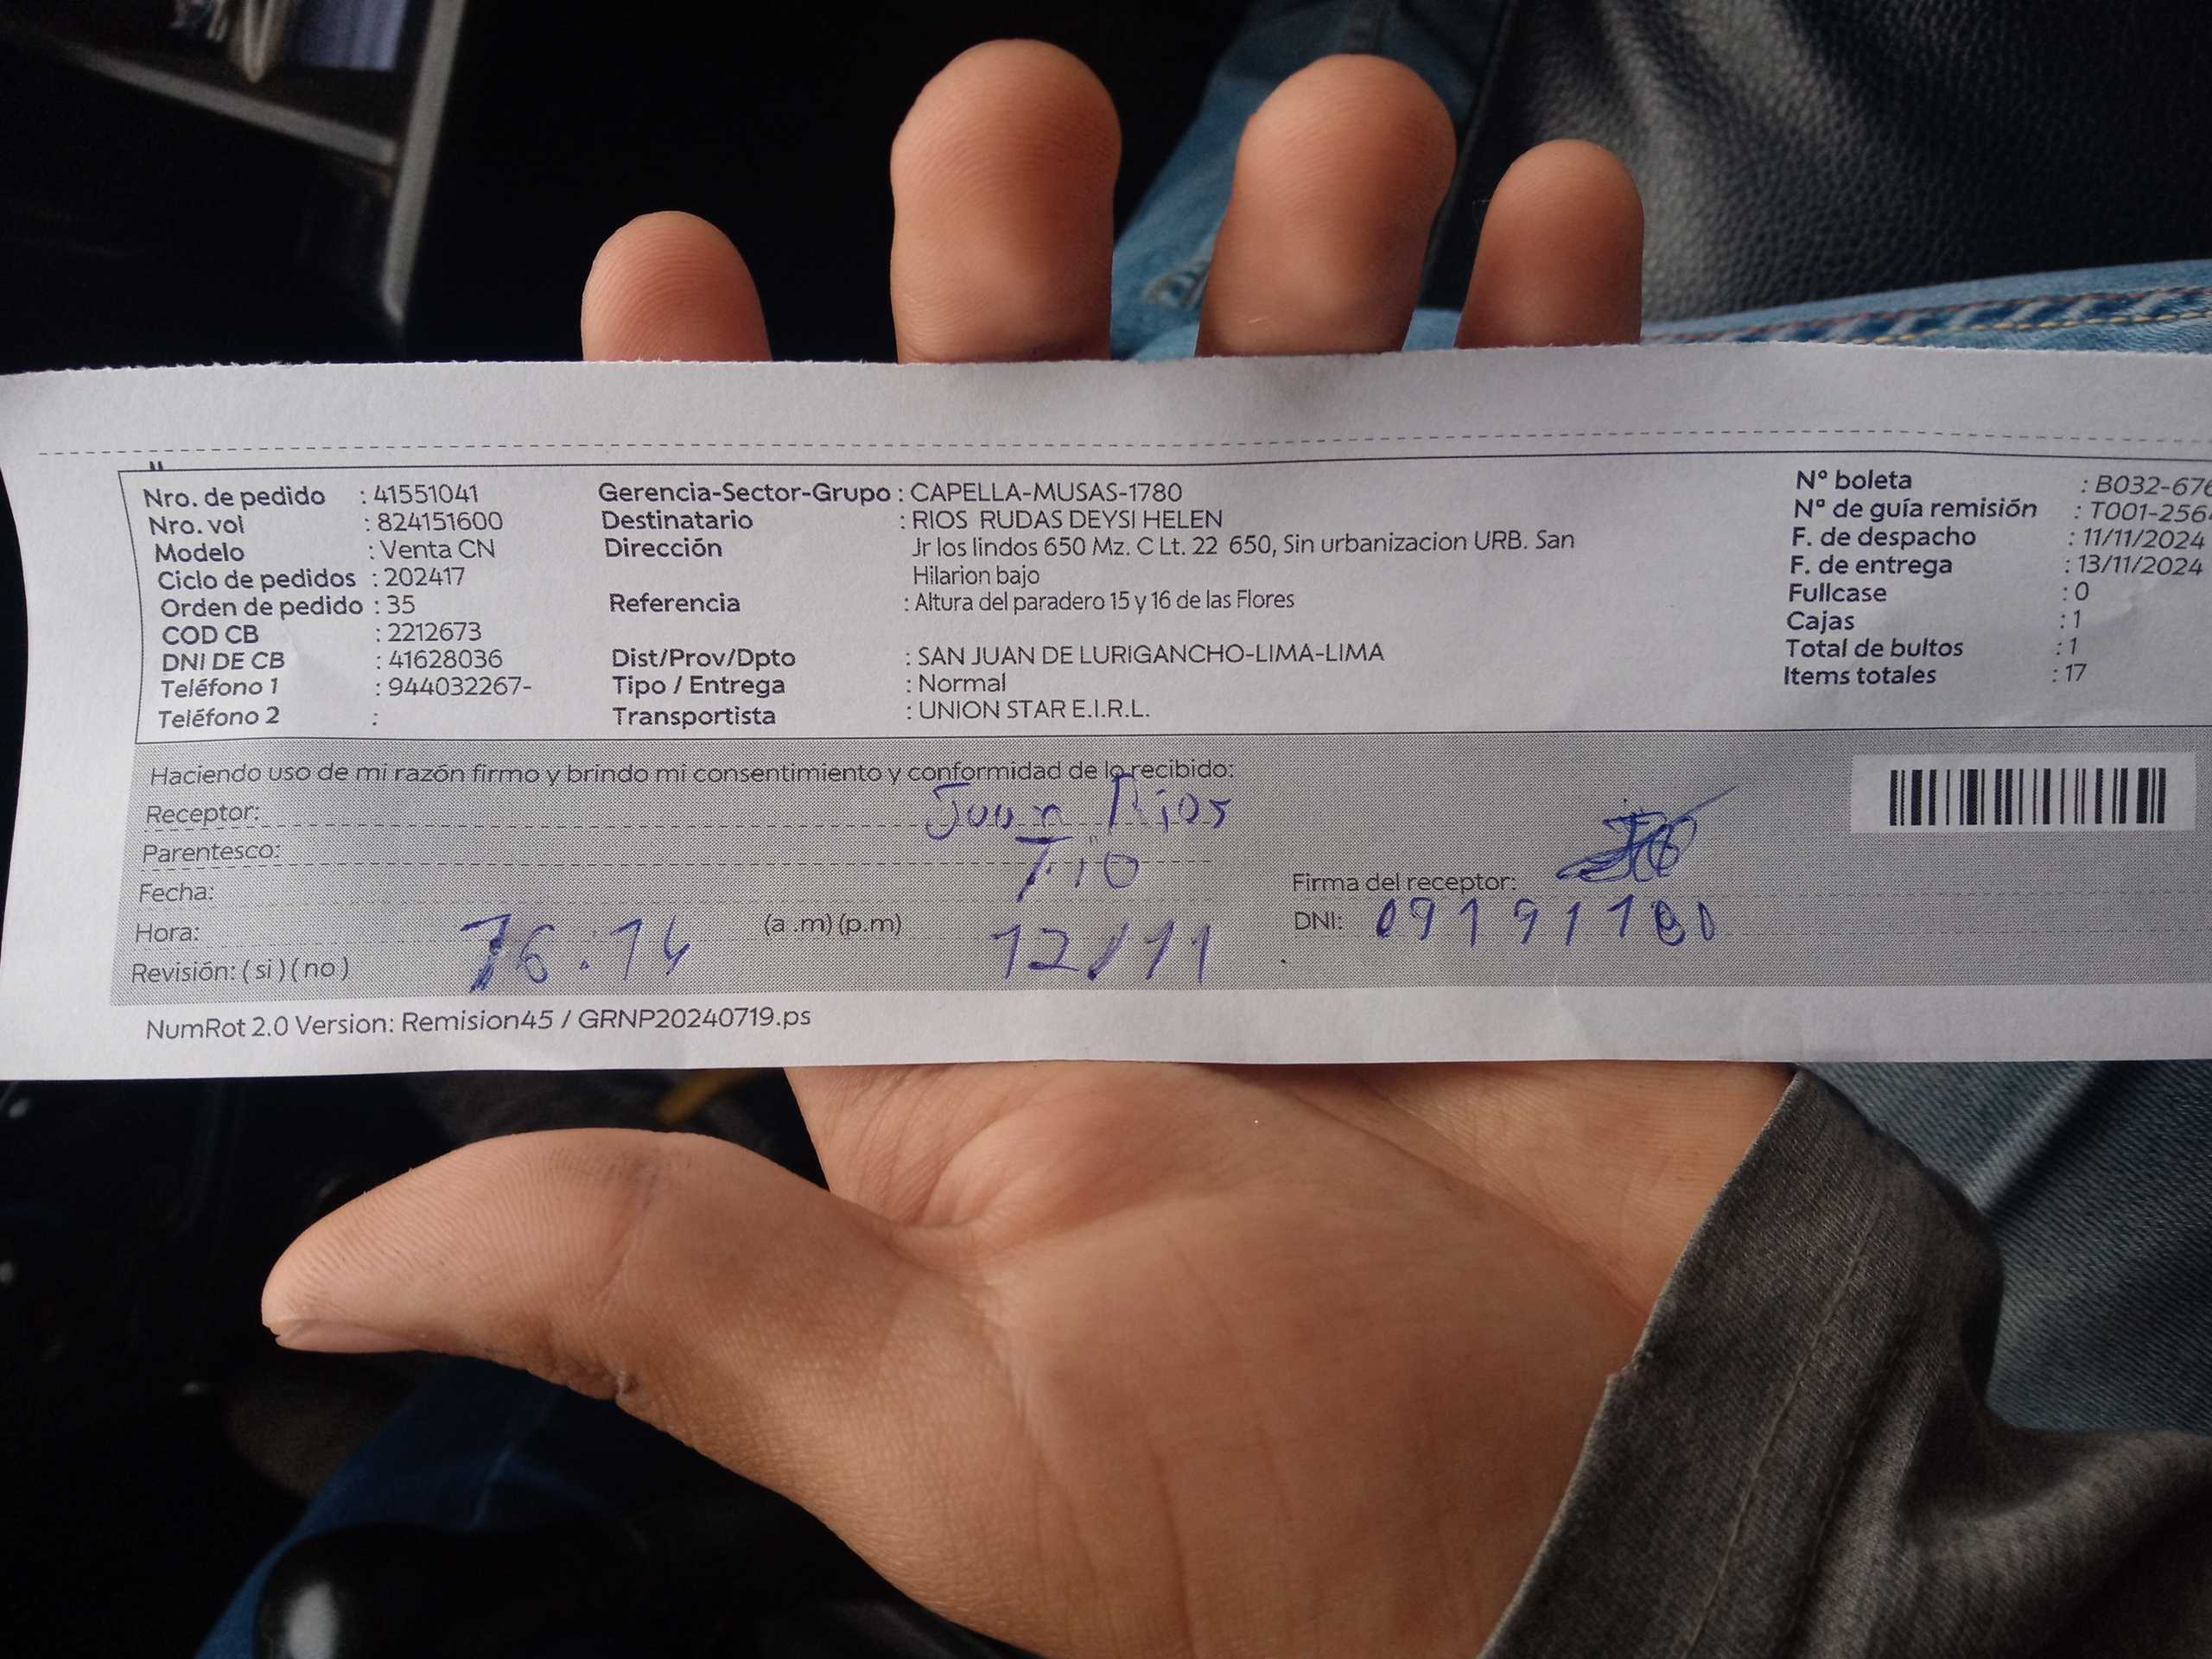 Nro. de pedido : 41551041
Nro. vol : 824151600
Modelo : Venta CN
Ciclo de pedidos : 202417
Orden de pedido : 35
COD CB : 2212673
DNI DE CB : 41628036
Teléfono 1 : 944032267-
Teléfono 2 :
Gerencia-Sector-Grupo : CAPELLA-MUSAS-1780
Destinatario : RIOS RUDAS DEYSI HELEN
Dirección Jr los lindos 650 Mz. C Lt. 22 650, Sin urbanizacion URB. San
Hilarion bajo
Referencia : Altura del paradero 15 y 16 de las Flores
Dist/Prov/Dpto : SAN JUAN DE LURIGANCHO-LIMA-LIMA
Tipo / Entrega : Normal
Transportista : UNION STAR E.I.R.L.
N° boleta : B032-676
N° de guía remisión : T001-256
F. de despacho : 11/11/2024
F. de entrega : 13/11/2024
Fullcase : 0
Cajas : 1
Total de bultos : 1
Items totales : 17
Haciendo uso de mi razón firmo y brindo mi consentimiento y conformidad de lo recibido:
Receptor: Juan Rios
Parentesco: Tio
Fecha:
Firma del receptor:
Hora: 16:14 (a .m) (p.m) 12/11
DNI: 09191180
Revisión: ( si ) ( no )
NumRot 2.0 Version: Remision45 / GRNP20240719.ps